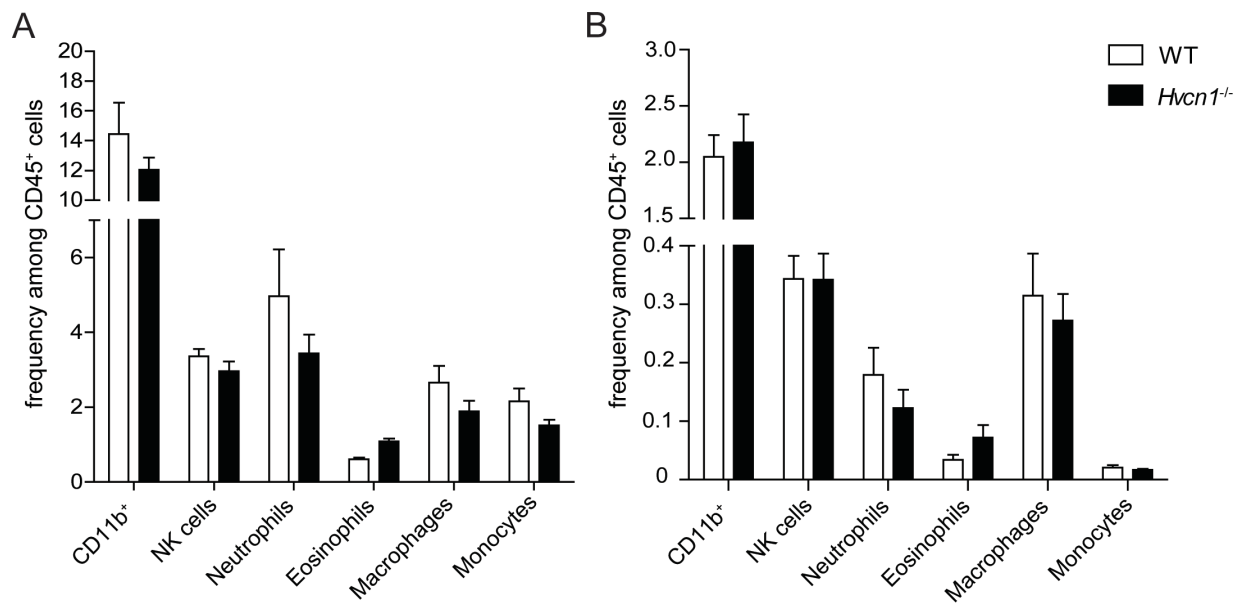 A
frequency among CD45⁺ cells
20
18
16
14
12
10
6
4
2
0
CD11b⁺
NK cells
Neutrophils
Eosinophils
Macrophages
Monocytes
B
frequency among CD45⁺ cells
3.0
2.5
2.0
1.5
0.4
0.3
0.2
0.1
0
CD11b⁺
NK cells
Neutrophils
Eosinophils
Macrophages
Monocytes
WT
Hvcn1⁻/⁻